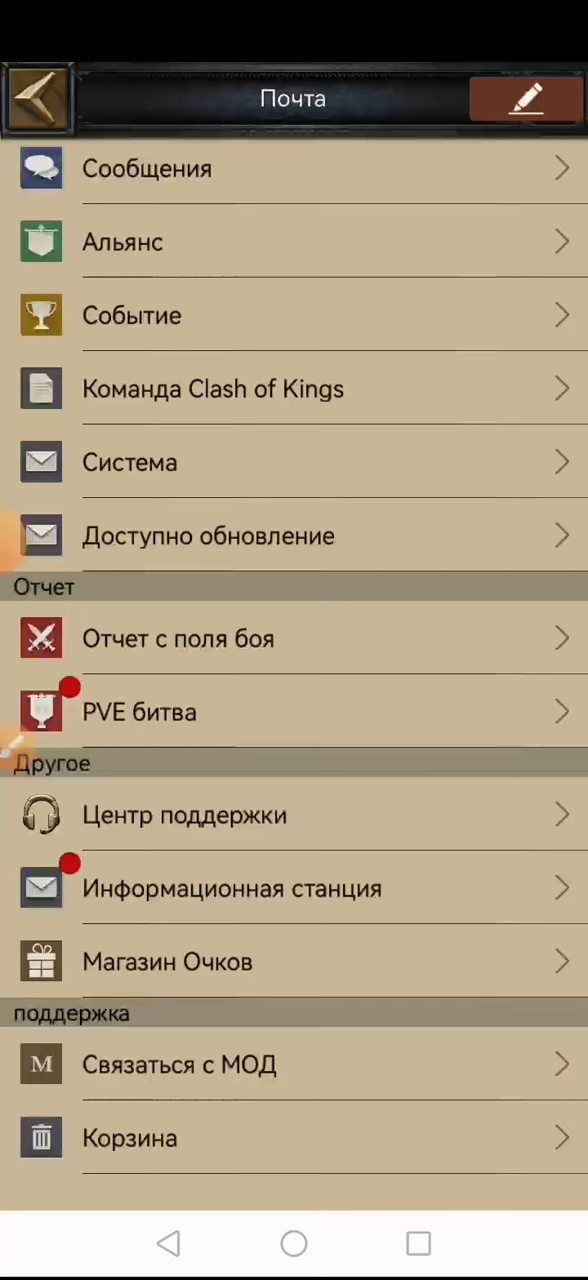 Почта
Сообщения
Альянс
Событие
Команда Clash of Kings
Система
Доступно обновление
Отчет
Отчет с поля боя
PVE битва
Другое
Центр поддержки
Информационная станция
Магазин Очков
поддержка
M
Связаться с МОД
Корзина